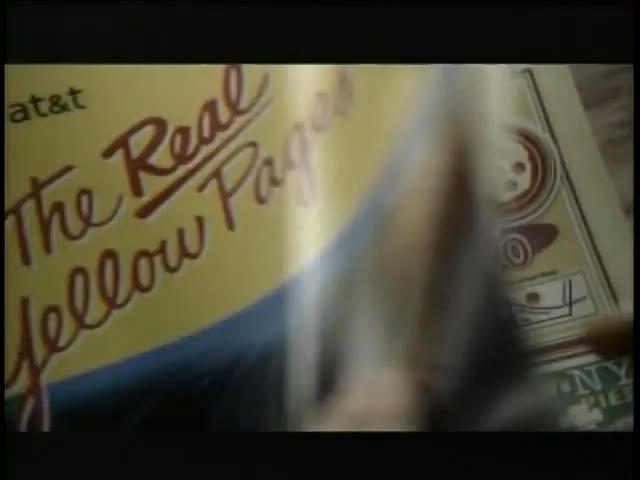 at&t
The Real
Yellow Pages